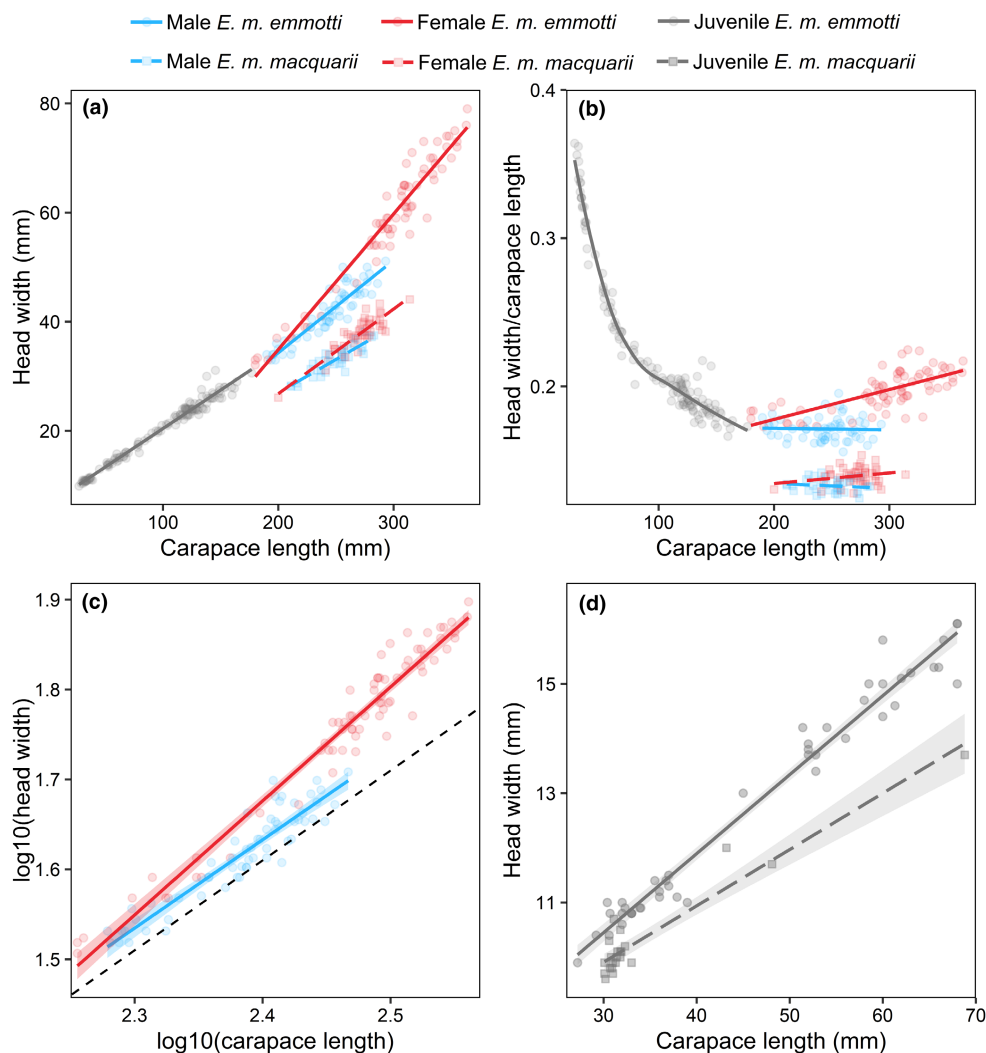 Male E. m. emmotti
Female E. m. emmotti
Juvenile E. m. emmotti
Male E. m. macquarii
Female E. m. macquarii
Juvenile E. m. macquarii
(a)
80
60
40
20
Head width (mm)
100
200
300
Carapace length (mm)
(b)
0.4
0.3
0.2
Head width/carapace length
100
200
300
Carapace length (mm)
(c)
1.9
1.8
1.7
1.6
1.5
log10(head width)
2.3
2.4
2.5
log10(carapace length)
(d)
15
13
11
Head width (mm)
30
40
50
60
70
Carapace length (mm)